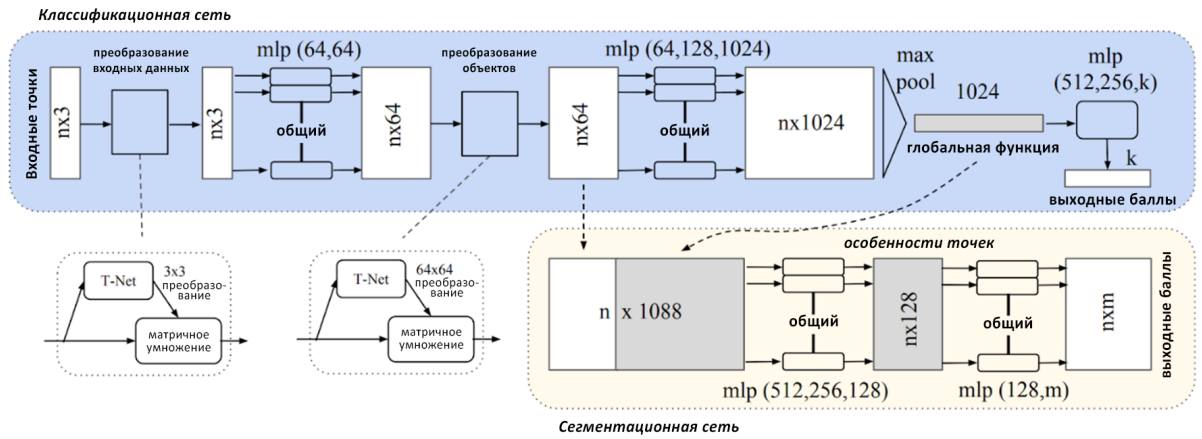 Классификационная сеть
Входные точки
nx3
преобразование
входных данных
nx3
mlp (64,64)
общий
nx64
преобразование
объектов
nx64
mlp (64,128,1024)
общий
nx1024
max
pool
1024
глобальная функция
mlp
(512,256,k)
k
выходные баллы
T-Net
3x3
преобразо-
вание
матричное
умножение
T-Net
64x64
преобразо-
вание
матричное
умножение
особенности точек
n x 1088
общий
mlp (512,256,128)
nx128
общий
mlp (128,m)
nxm
выходные баллы
Сегментационная сеть